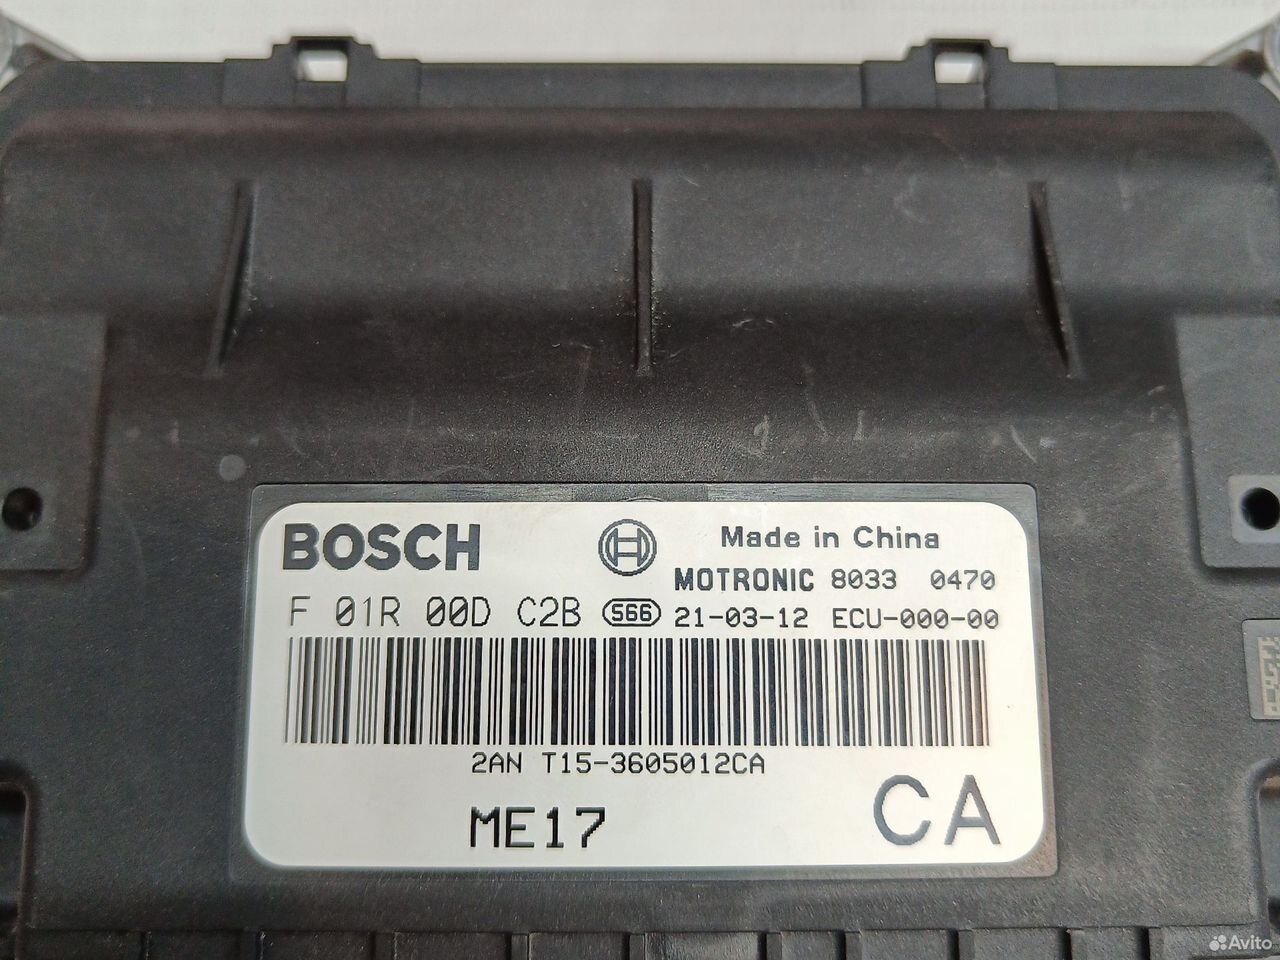 BOSCH
Made in China
MOTRONIC 8033 0470
F 01R 00D C2B 566 21-03-12 ECU-000-00
2AN T15-3605012CA
ME17
CA
Avito